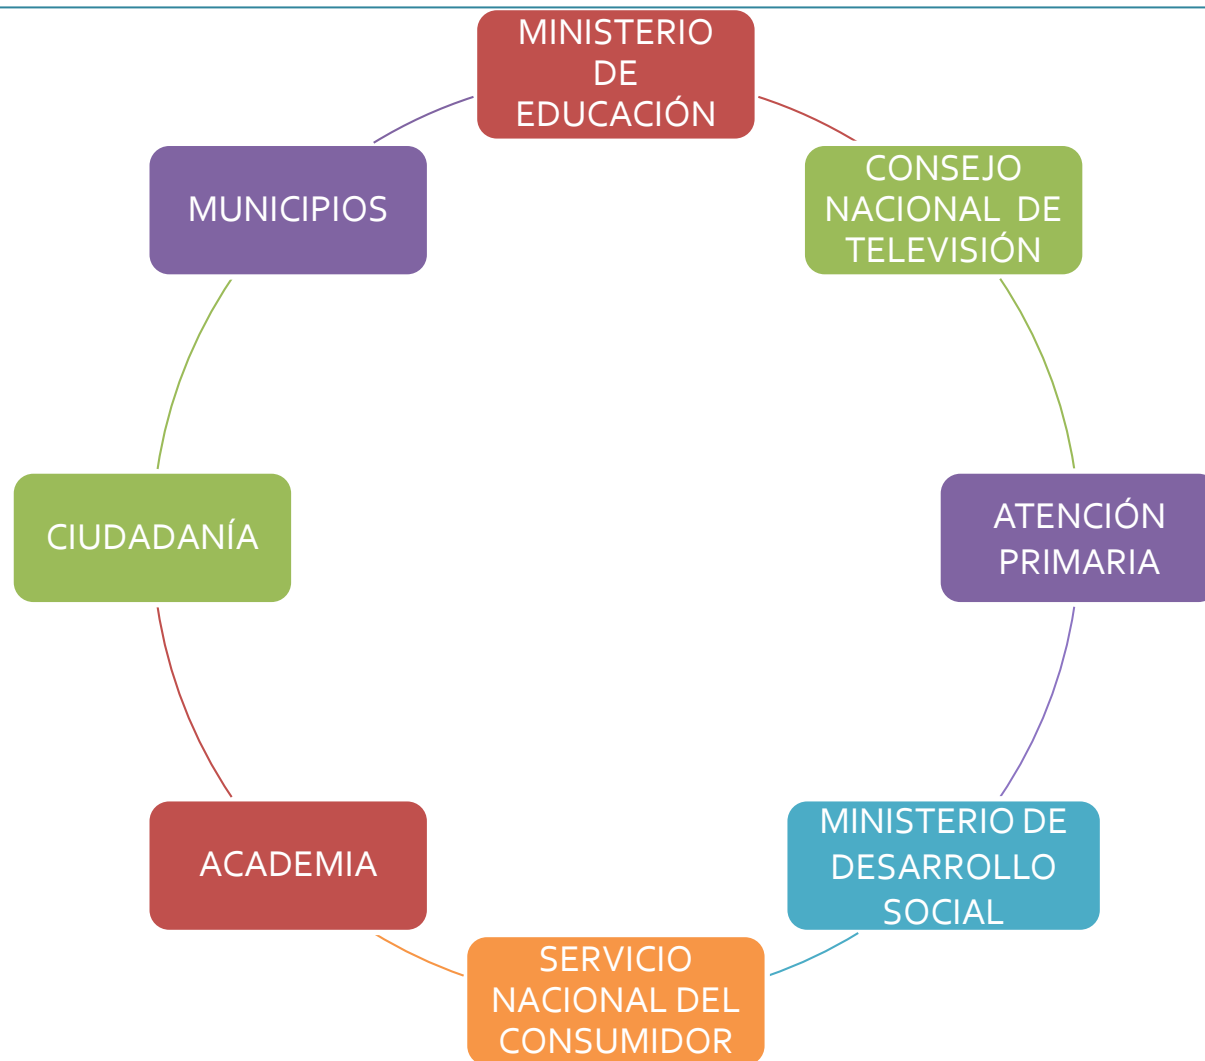 MINISTERIO
DE
EDUCACIÓN
CONSEJO
NACIONAL DE
TELEVISIÓN
ATENCIÓN
PRIMARIA
MINISTERIO DE
DESARROLLO
SOCIAL
SERVICIO
NACIONAL DEL
CONSUMIDOR
ACADEMIA
CIUDADANÍA
MUNICIPIOS